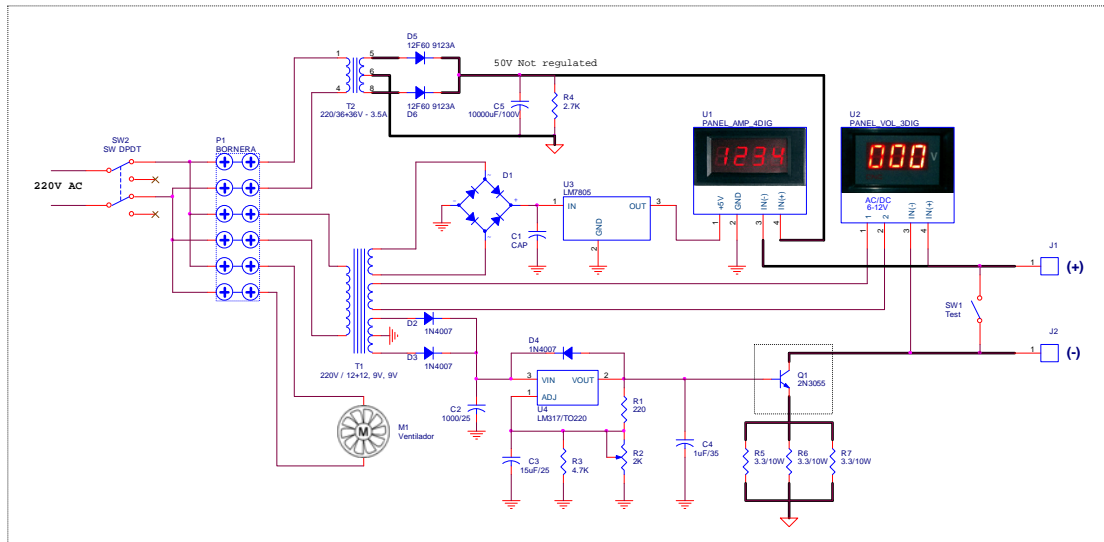 D5
12F60 9123A
1
4
5
6
8
12F60 9123A
D6
T2
220/36+36V - 3.5A
50V Not regulated
C5
10000uF/100V
R4
2.7K
SW2
SW DPDT
220V AC
P1
BORNERA
U1
PANEL_AMP_4DIG
1234
+5V
GND
IN(-)
IN(+)
1
2
3
4
U2
PANEL_VOL_3DIG
000
V
AC/DC
6-12V
1
2
IN(-)
IN(+)
1
2
3
4
D1
-
+
~
~
C1
CAP
U3
LM7805
1
IN
OUT
3
GND
2
J1
1
(+)
SW1
Test
J2
1
(-)
D2
1N4007
D3
1N4007
T1
220V / 12+12, 9V, 9V
D4
1N4007
3
VIN
VOUT
2
1
ADJ
U4
LM317/TO220
C2
1000/25
C3
15uF/25
R3
4.7K
R1
220
R2
2K
C4
1uF/35
Q1
2N3055
R5
3.3/10W
R6
3.3/10W
R7
3.3/10W
M
M1
Ventilador